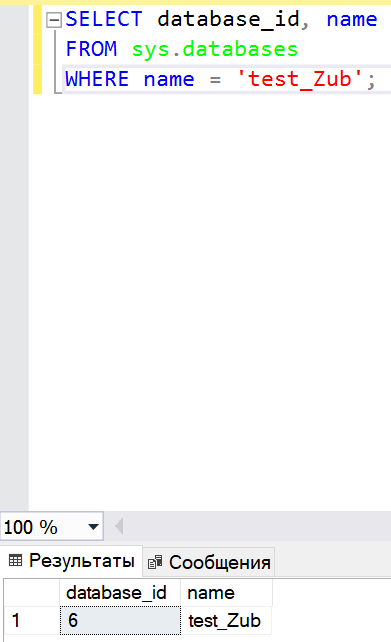 SELECT database_id, name
FROM sys.databases
WHERE name = 'test_Zub';
100 %
Результаты Сообщения
database_id name
1 6 test_Zub